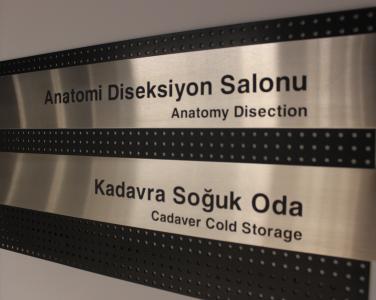 Anatomi Diseksiyon Salonu
Anatomy Disection
Kadavra Soğuk Oda
Cadaver Cold Storage